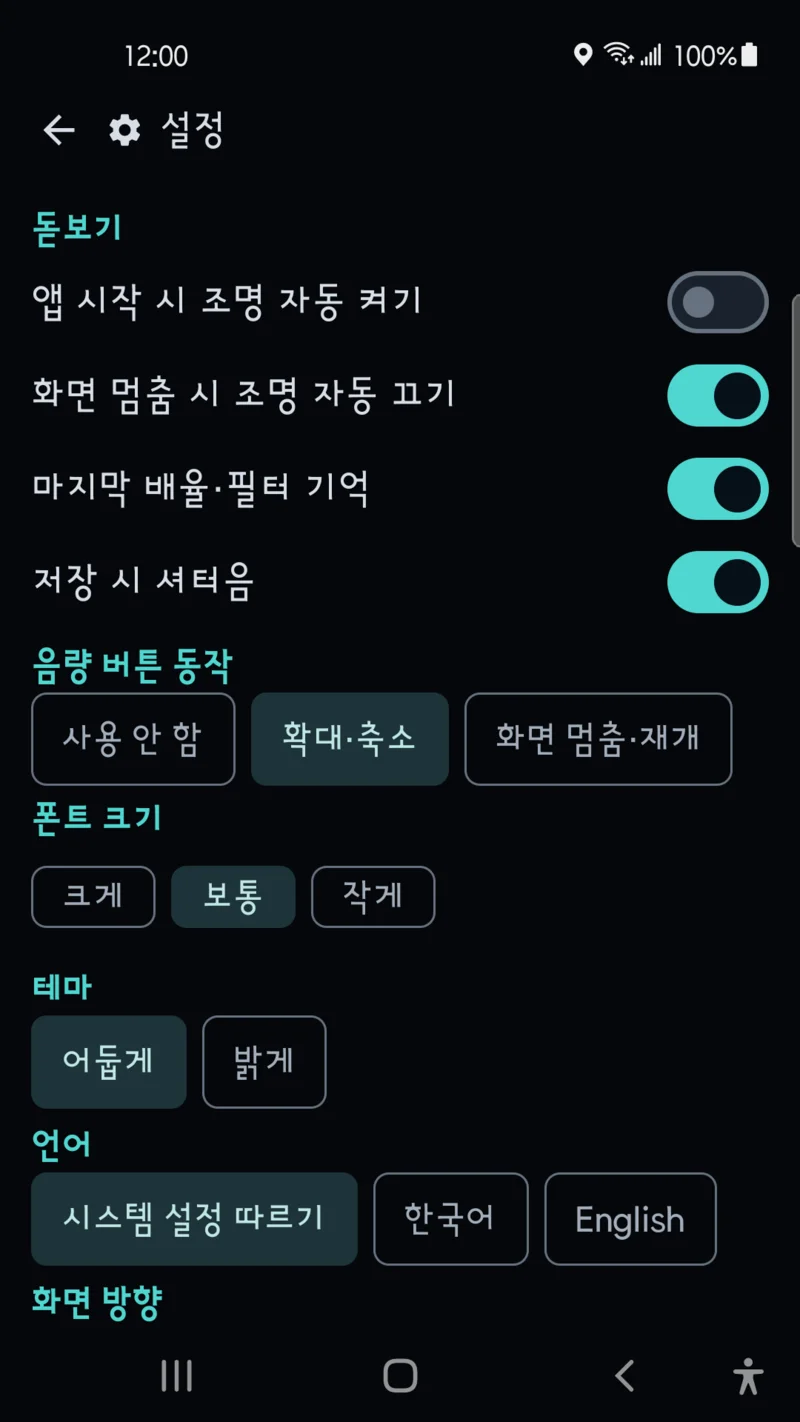 12:00 100%
설정
돋보기
앱 시작 시 조명 자동 켜기
화면 멈춤 시 조명 자동 끄기
마지막 배율·필터 기억
저장 시 셔터음
음량 버튼 동작
사용 안 함 확대·축소 화면 멈춤·재개
폰트 크기
크게 보통 작게
테마
어둡게 밝게
언어
시스템 설정 따르기 한국어 English
화면 방향